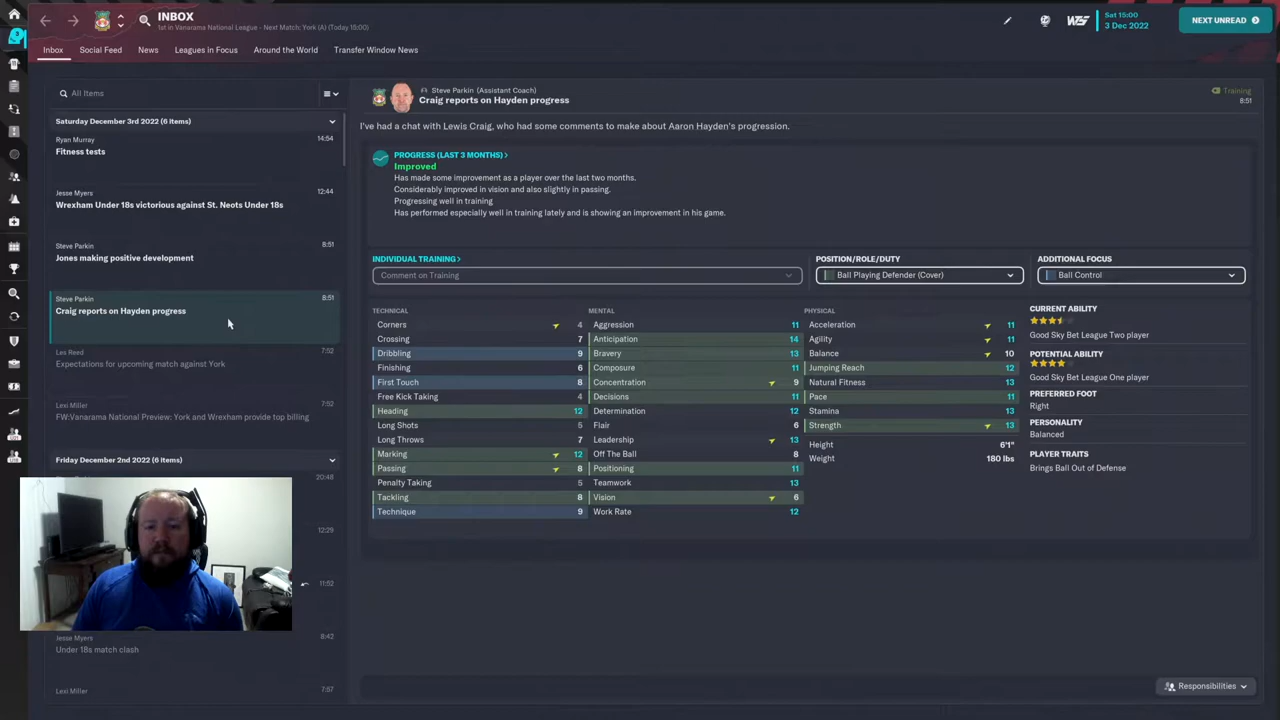 INBOX
1st in Vanarama National League - Next Match: York (A) (Today 15:00)
Sat 15:00
3 Dec 2022
NEXT UNREAD
Inbox Social Feed News Leagues in Focus Around the World Transfer Window News
All Items
Saturday December 3rd 2022 (6 items)
Ryan Murray 14:54
Fitness tests
Jesse Myers 12:44
Wrexham Under 18s victorious against St. Neots Under 18s
Steve Parkin 8:51
Jones making positive development
Steve Parkin 8:51
Craig reports on Hayden progress
Les Reed 7:52
Expectations for upcoming match against York
Lexi Miller 7:52
FW:Vanarama National Preview: York and Wrexham provide top billing
Friday December 2nd 2022 (6 items)
20:48
12:29
11:52
Jesse Myers 8:42
Under 18s match clash
Lexi Miller 7:57
Steve Parkin (Assistant Coach)
Craig reports on Hayden progress
Training
8:51
I've had a chat with Lewis Craig, who had some comments to make about Aaron Hayden's progression.
PROGRESS (LAST 3 MONTHS)
Improved
Has made some improvement as a player over the last two months.
Considerably improved in vision and also slightly in passing.
Progressing well in training
Has performed especially well in training lately and is showing an improvement in his game.
INDIVIDUAL TRAINING
Comment on Training
POSITION/ROLE/DUTY
Ball Playing Defender (Cover)
ADDITIONAL FOCUS
Ball Control
TECHNICAL
Corners 4
Crossing 7
Dribbling 9
Finishing 6
First Touch 8
Free Kick Taking 4
Heading 12
Long Shots 5
Long Throws 7
Marking 12
Passing 8
Penalty Taking 5
Tackling 8
Technique 9
MENTAL
Aggression 11
Anticipation 14
Bravery 13
Composure 11
Concentration 9
Decisions 11
Determination 12
Flair 6
Leadership 13
Off The Ball 8
Positioning 11
Teamwork 13
Vision 6
Work Rate 12
PHYSICAL
Acceleration 11
Agility 11
Balance 10
Jumping Reach 12
Natural Fitness 13
Pace 11
Stamina 13
Strength 13
Height 6'1"
Weight 180 lbs
CURRENT ABILITY
Good Sky Bet League Two player
POTENTIAL ABILITY
Good Sky Bet League One player
PREFERRED FOOT
Right
PERSONALITY
Balanced
PLAYER TRAITS
Brings Ball Out of Defense
Responsibilities